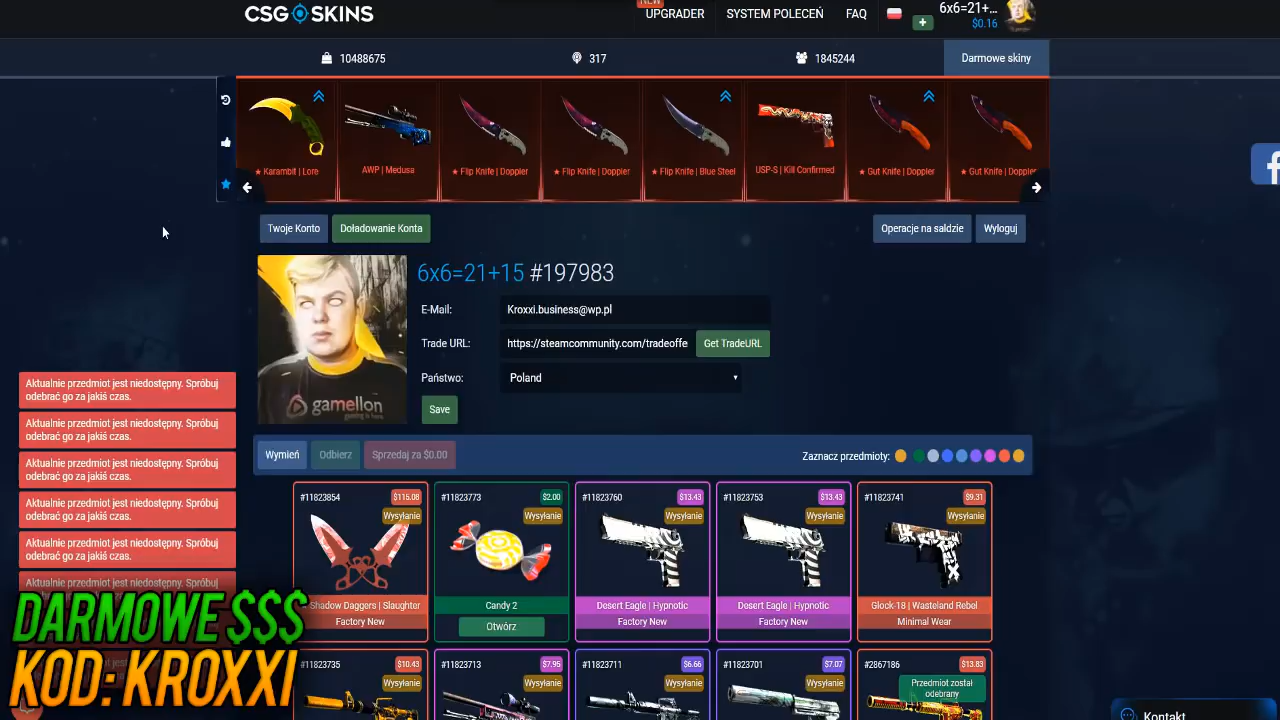 CSG SKINS
NEW
UPGRADER
SYSTEM POLECEŃ
FAQ
6x6=21+...
$0.16
10488675
317
1845244
Darmowe skiny
★ Karambit | Lore
AWP | Medusa
★ Flip Knife | Doppler
★ Flip Knife | Doppler
★ Flip Knife | Blue Steel
USP-S | Kill Confirmed
★ Gut Knife | Doppler
★ Gut Knife | Doppler
Twoje Konto
Doładowanie Konta
Operacje na saldzie
Wyloguj
6x6=21+15 #197983
E-Mail:
Kroxxi.business@wp.pl
Trade URL:
https://steamcommunity.com/tradeoffe
Get TradeURL
Państwo:
Poland
Save
gamellon
Wymień
Odbierz
Sprzedaj za $0.00
Zaznacz przedmioty:
Aktualnie przedmiot jest niedostępny. Spróbuj
odebrać go za jakiś czas.
Aktualnie przedmiot jest niedostępny. Spróbuj
odebrać go za jakiś czas.
Aktualnie przedmiot jest niedostępny. Spróbuj
odebrać go za jakiś czas.
Aktualnie przedmiot jest niedostępny. Spróbuj
odebrać go za jakiś czas.
Aktualnie przedmiot jest niedostępny. Spróbuj
odebrać go za jakiś czas.
Aktualnie przedmiot jest niedostępny. Spróbuj
#11823854
$115.08
Wysyłanie
Shadow Daggers | Slaughter
Factory New
#11823773
$2.00
Wysyłanie
Candy 2
Otwórz
#11823760
$13.43
Wysyłanie
Desert Eagle | Hypnotic
Factory New
#11823753
$13.43
Wysyłanie
Desert Eagle | Hypnotic
Factory New
#11823741
$9.31
Wysyłanie
Glock-18 | Wasteland Rebel
Minimal Wear
#11823735
$10.43
Wysyłanie
#11823713
$7.95
Wysyłanie
#11823711
$6.66
Wysyłanie
#11823701
$7.07
Wysyłanie
#2867186
$13.83
Przedmiot został
odebrany
DARMOWE $$$
KOD: KROXXI
Kontakt